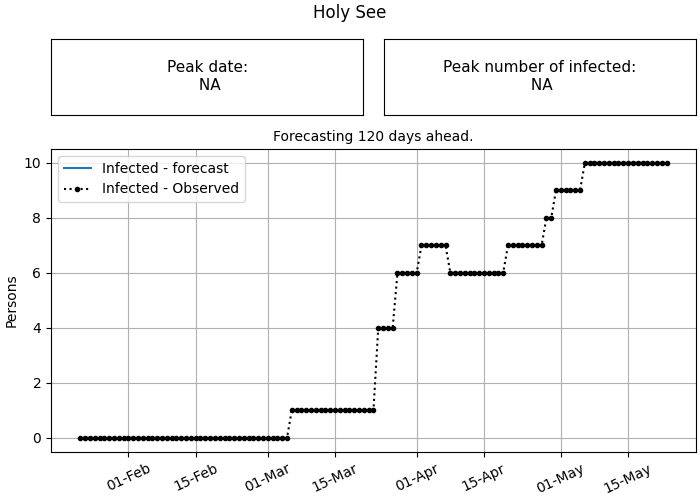 Holy See
Peak date:
NA
Peak number of infected:
NA
Forecasting 120 days ahead.
Infected - forecast
Infected - Observed
Persons
10
8
6
4
2
0
01-Feb
15-Feb
01-Mar
15-Mar
01-Apr
15-Apr
01-May
15-May